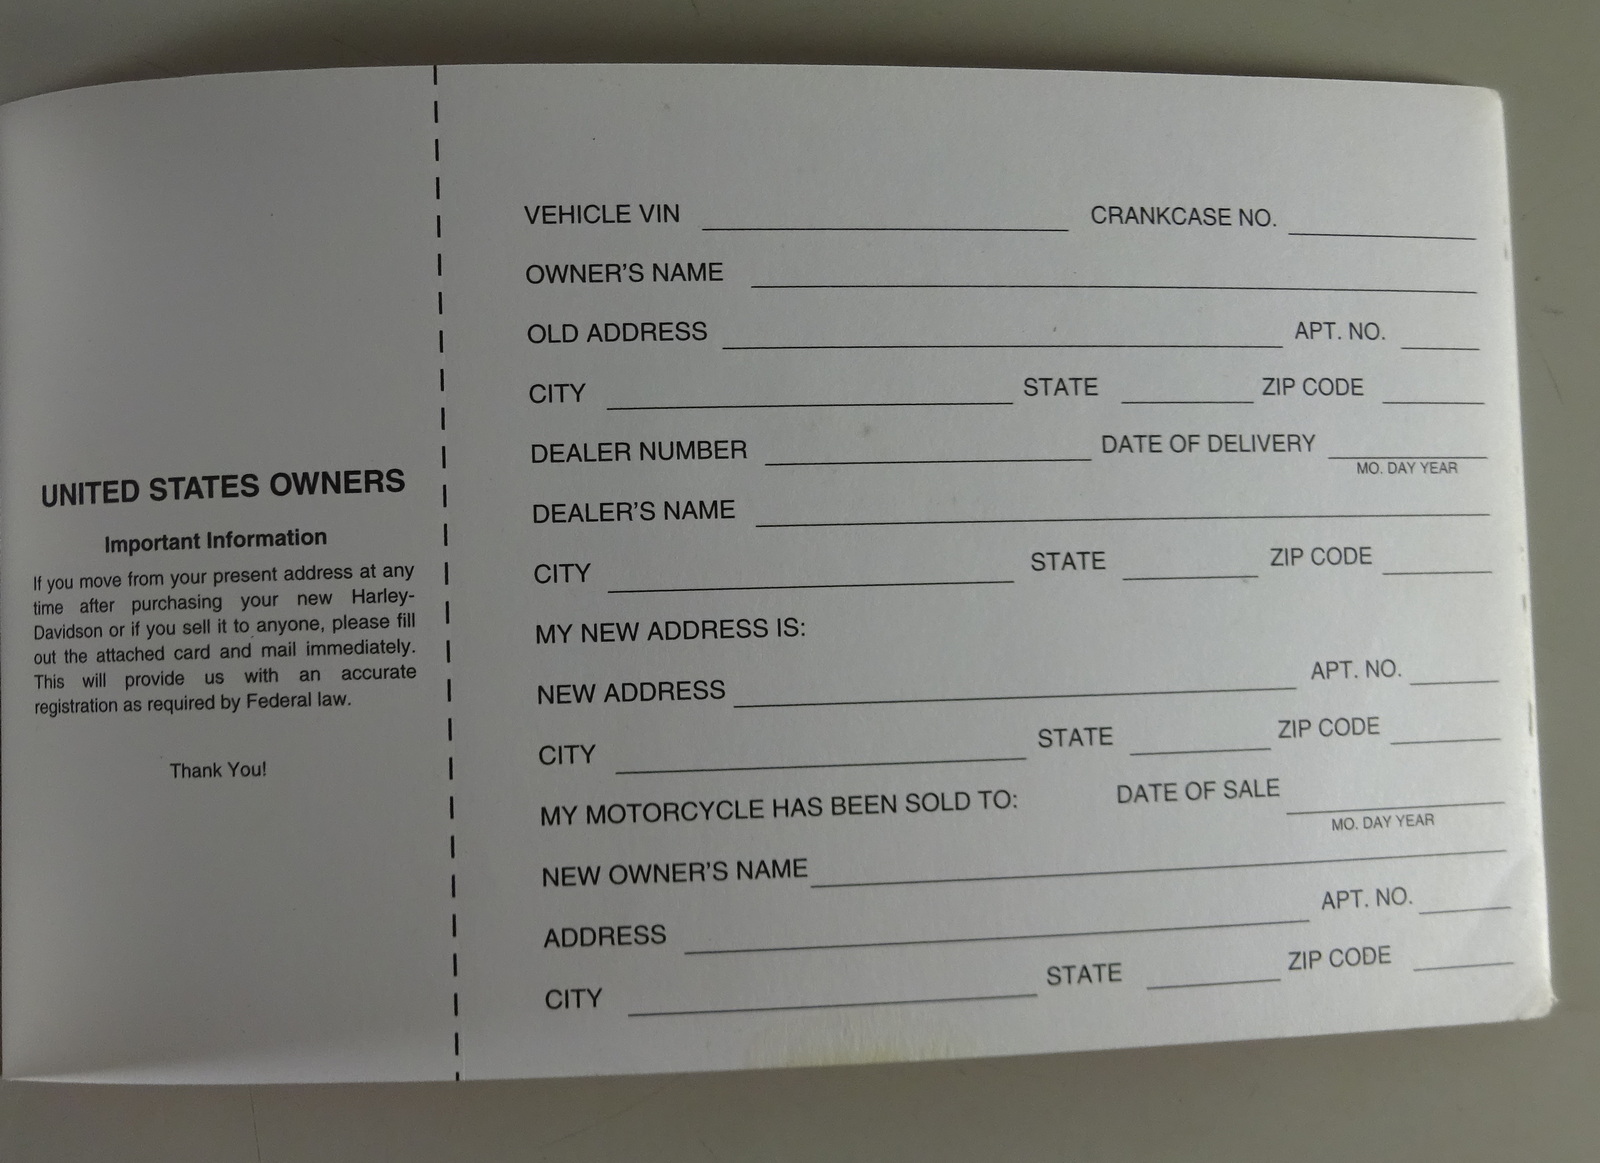 UNITED STATES OWNERS
Important Information
If you move from your present address at any
time after purchasing your new Harley-
Davidson or if you sell it to anyone, please fill
out the attached card and mail immediately.
This will provide us with an accurate
registration as required by Federal law.
Thank You!
VEHICLE VIN CRANKCASE NO.
OWNER'S NAME
OLD ADDRESS APT. NO.
CITY STATE ZIP CODE
DEALER NUMBER DATE OF DELIVERY
MO. DAY YEAR
DEALER'S NAME
CITY STATE ZIP CODE
MY NEW ADDRESS IS:
NEW ADDRESS APT. NO.
CITY STATE ZIP CODE
MY MOTORCYCLE HAS BEEN SOLD TO: DATE OF SALE
MO. DAY YEAR
NEW OWNER'S NAME
ADDRESS APT. NO.
CITY STATE ZIP CODE